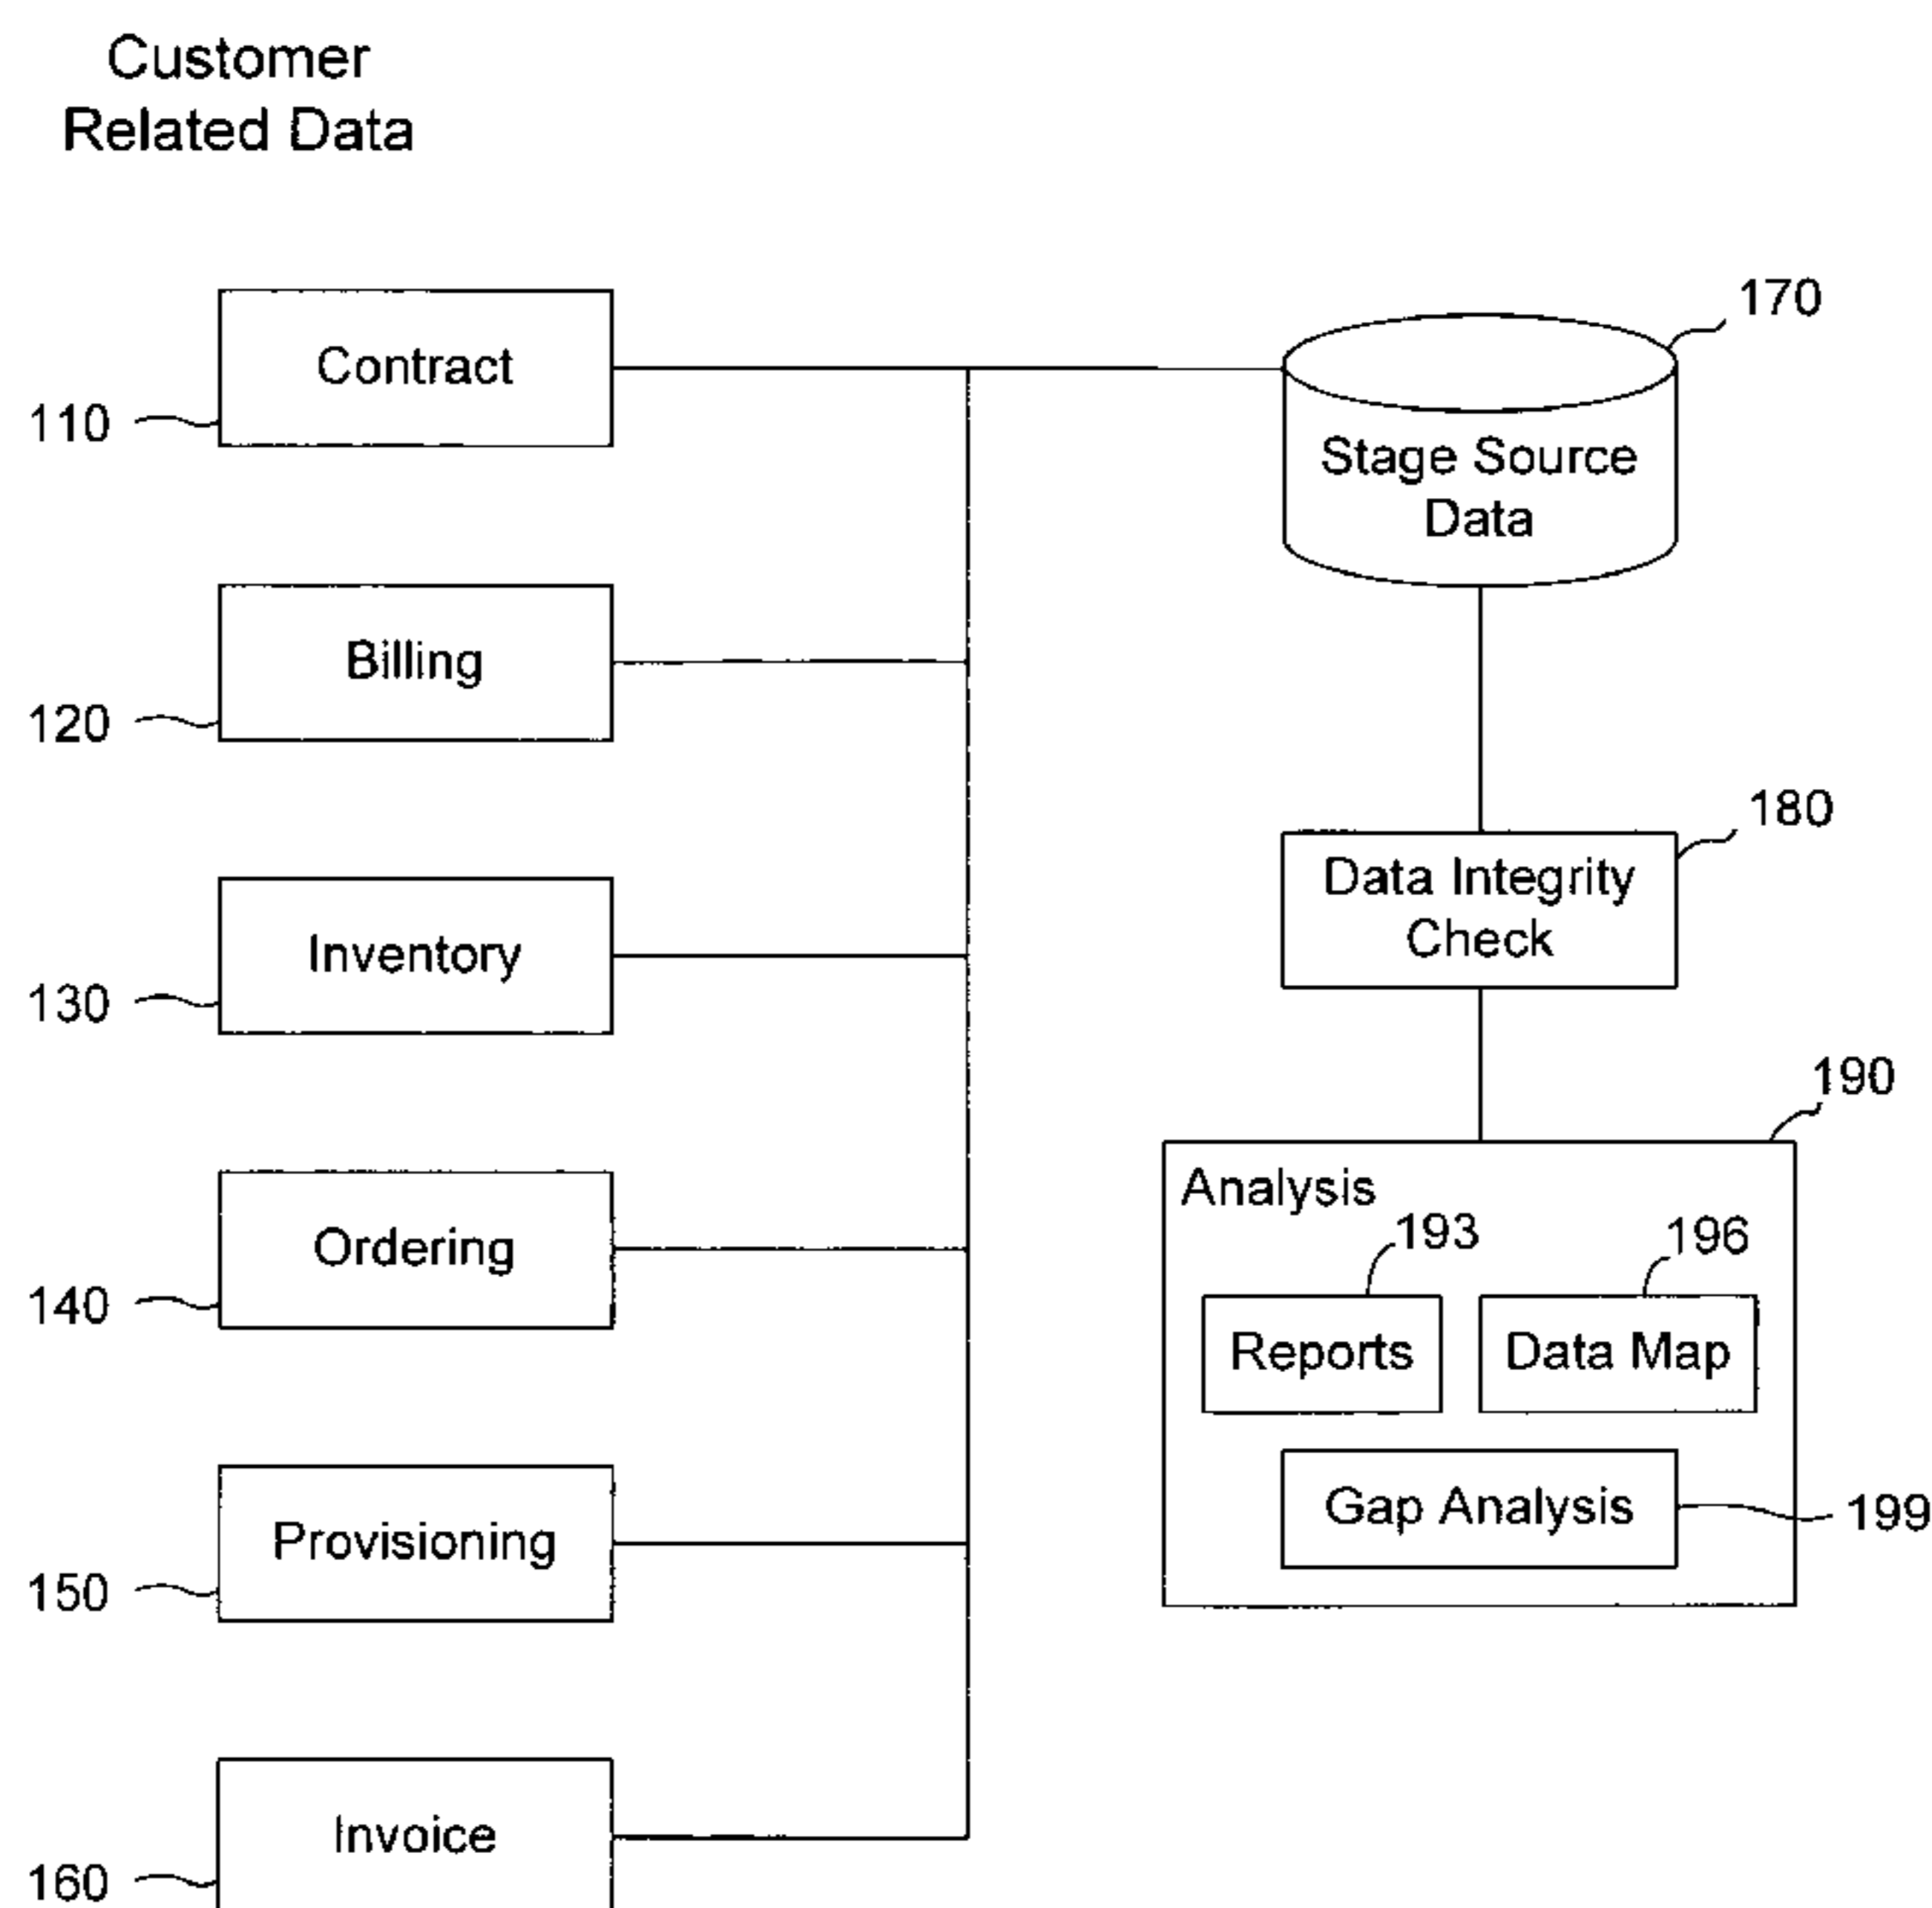 Customer
Related Data
Contract
110
Billing
120
Inventory
130
Ordering
140
Provisioning
150
Invoice
160
170
Stage Source
Data
180
Data Integrity
Check
190
Analysis
193
196
Reports
Data Map
Gap Analysis
199